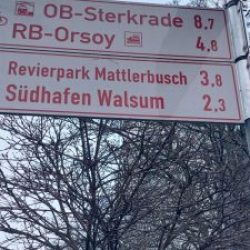 OB-Sterkrade 8.7
RB-Orsoy 4.8
Revierpark Mattlerbusch 3,8
Südhafen Walsum 2,3